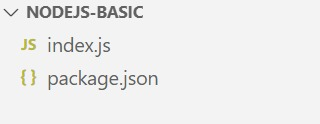 NODEJS-BASIC
JS index.js
{ } package.json